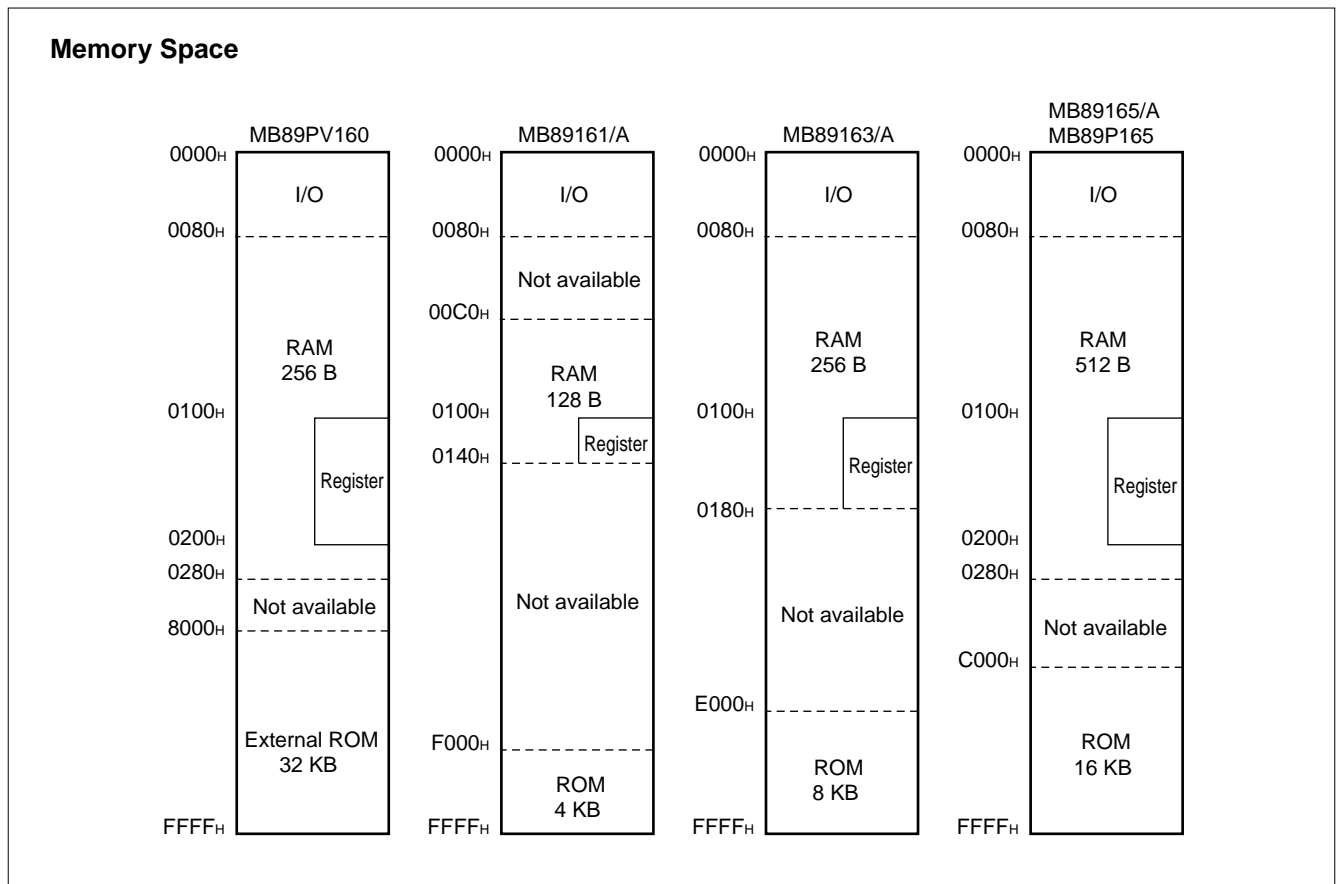 Memory Space
MB89PV160
0000H
I/O
0080H
RAM
256 B
0100H
Register
0200H
0280H
Not available
8000H
External ROM
32 KB
FFFFH
MB89161/A
0000H
I/O
0080H
Not available
00C0H
RAM
128 B
0100H
Register
0140H
Not available
F000H
ROM
4 KB
FFFFH
MB89163/A
0000H
I/O
0080H
RAM
256 B
0100H
Register
0180H
Not available
E000H
ROM
8 KB
FFFFH
MB89165/A
MB89P165
0000H
I/O
0080H
RAM
512 B
0100H
Register
0200H
0280H
Not available
C000H
ROM
16 KB
FFFFH